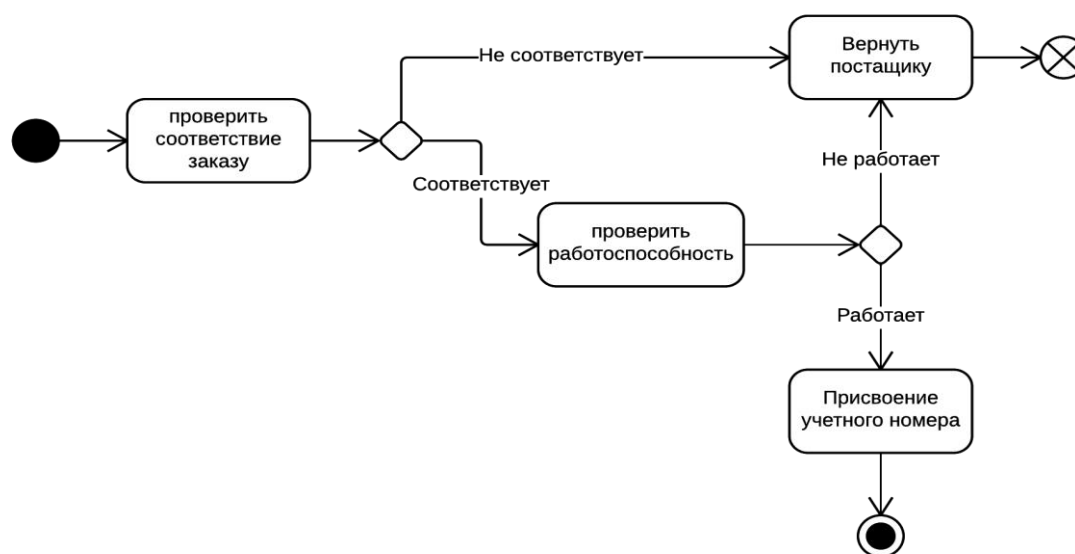 Не соответствует
Вернуть
постащику
проверить
соответствие
заказу
Соответствует
Не работает
проверить
работоспособность
Работает
Присвоение
учетного номера